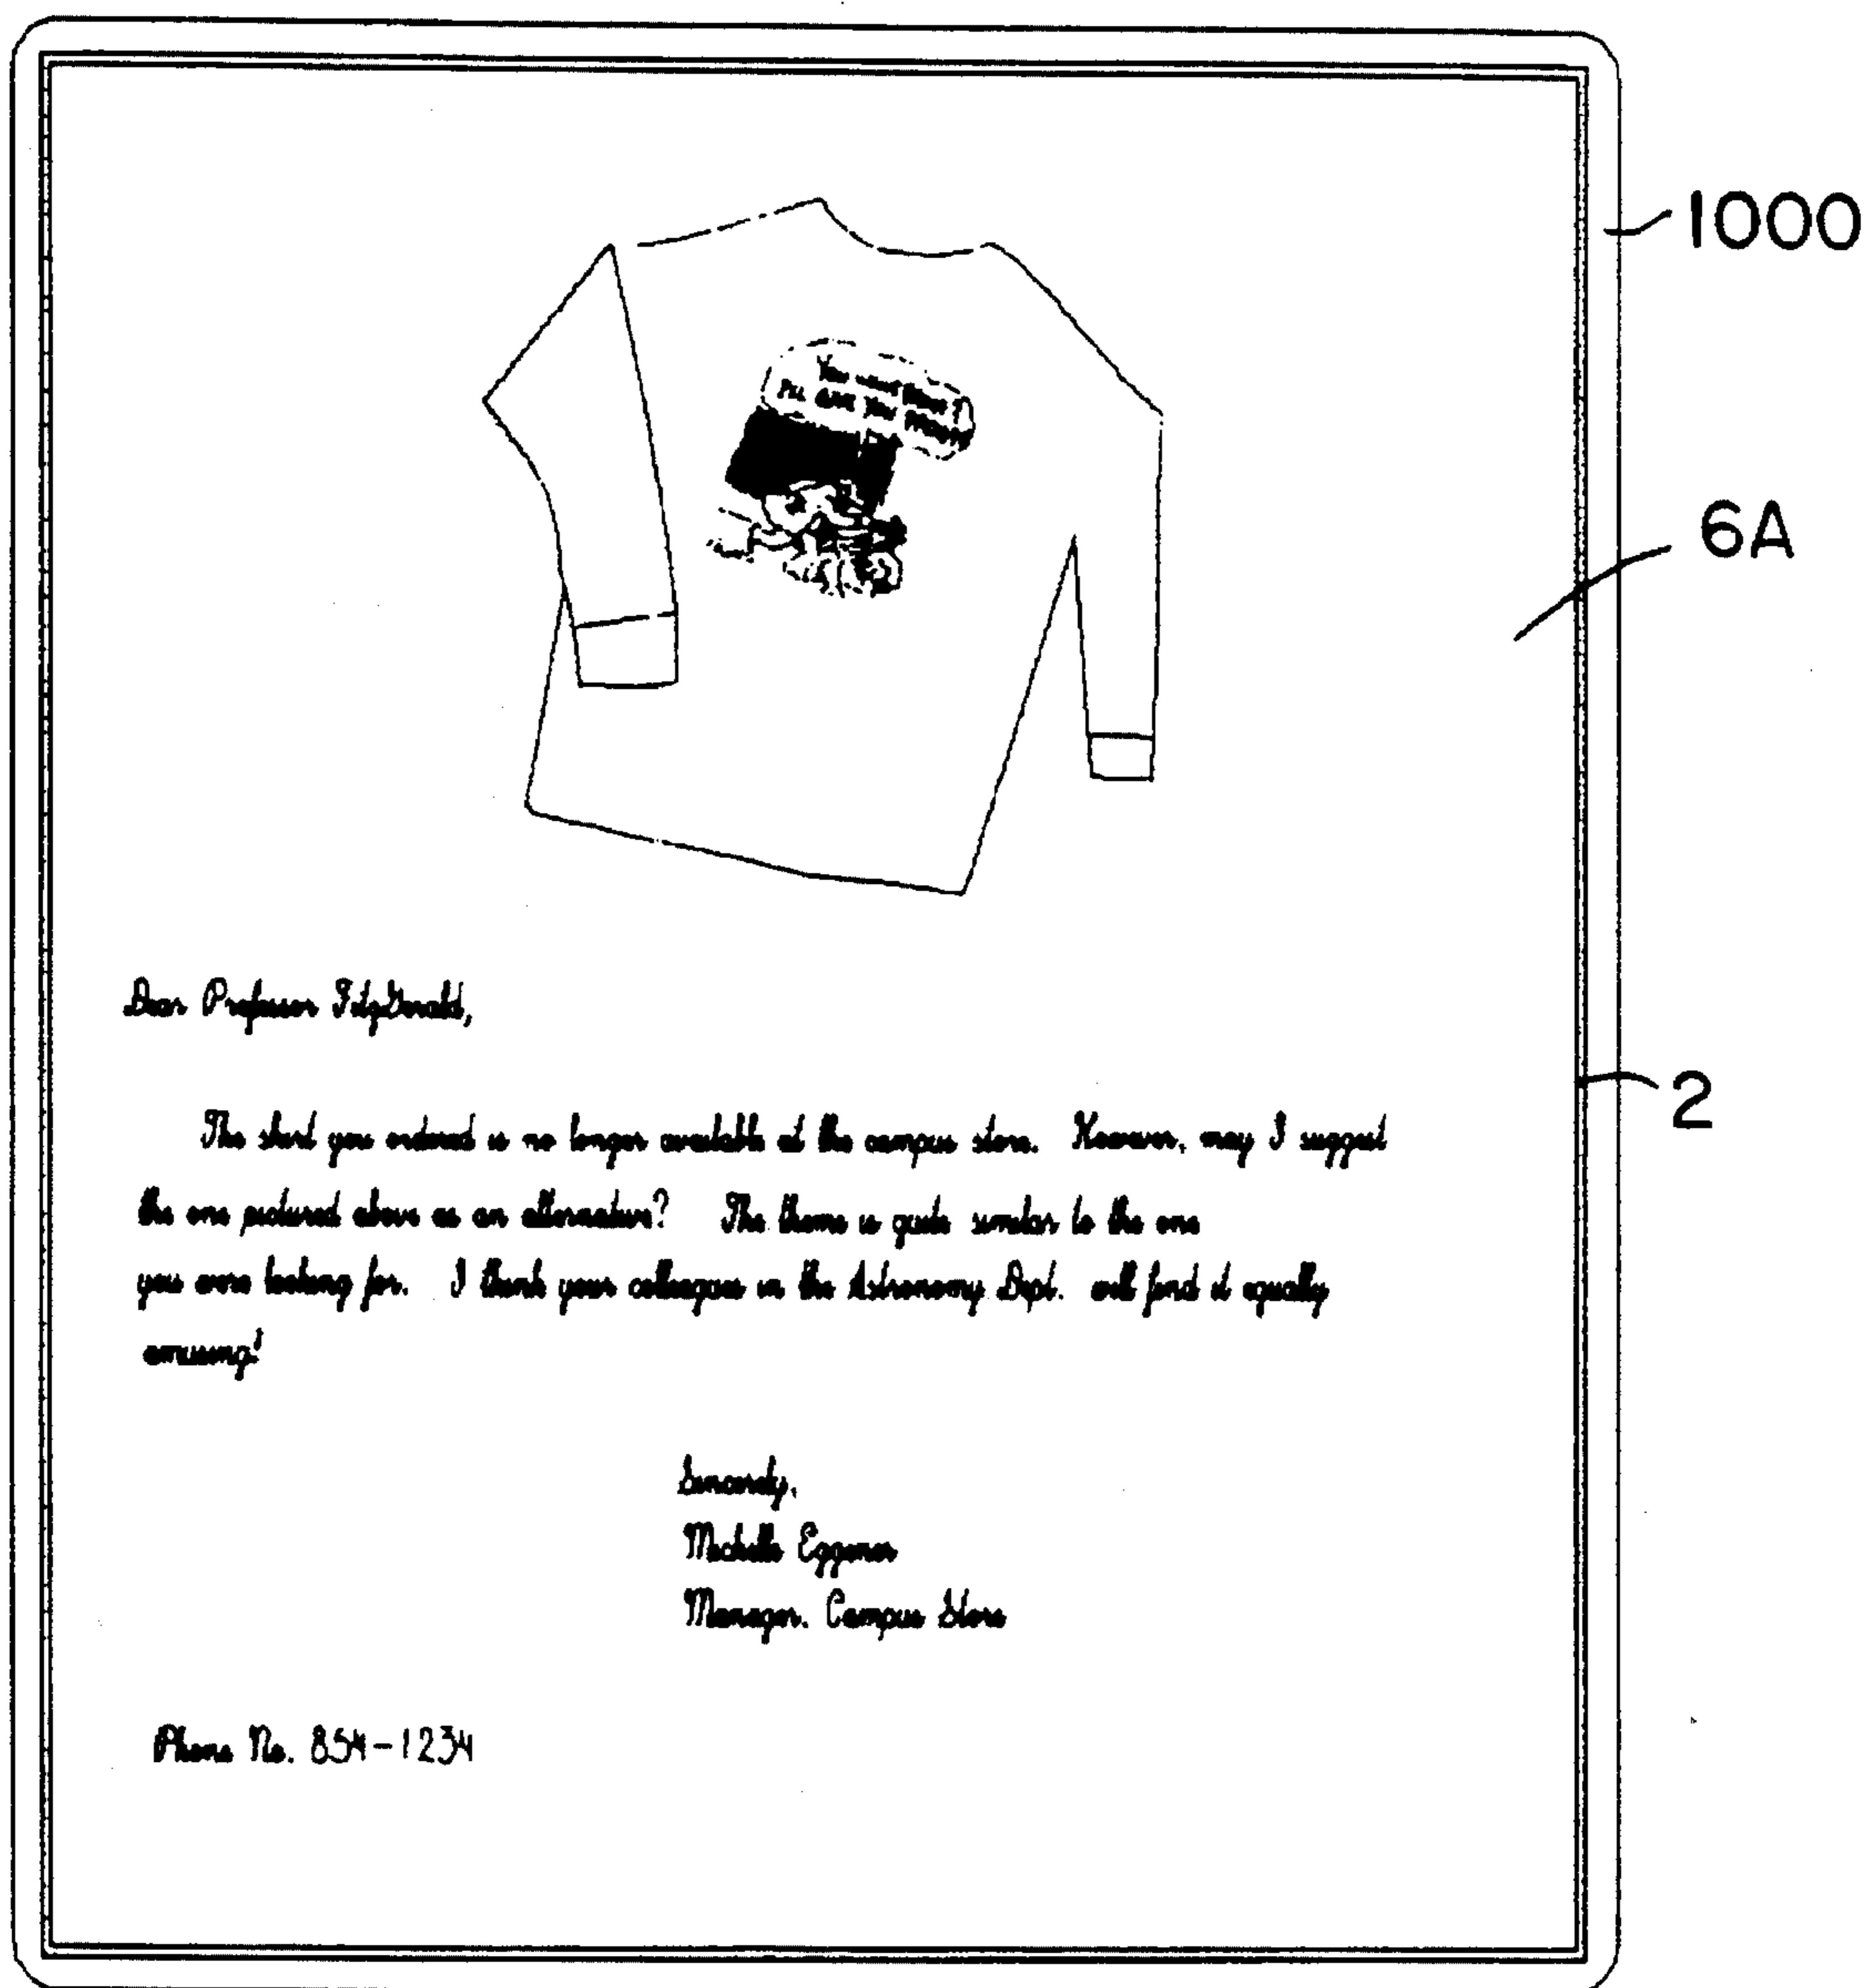 1000
6A
Dear Professor FitzGerald,
2
The shirt you ordered is no longer available at the campus store. However, may I suggest
the one pictured above as an alternative? The theme is quite similar to the one
you were looking for. I think your colleagues in the Astronomy Dept. will find it equally
amusing!
Sincerely,
Michelle
Manager. Campus Store
Phone No. 854-1234